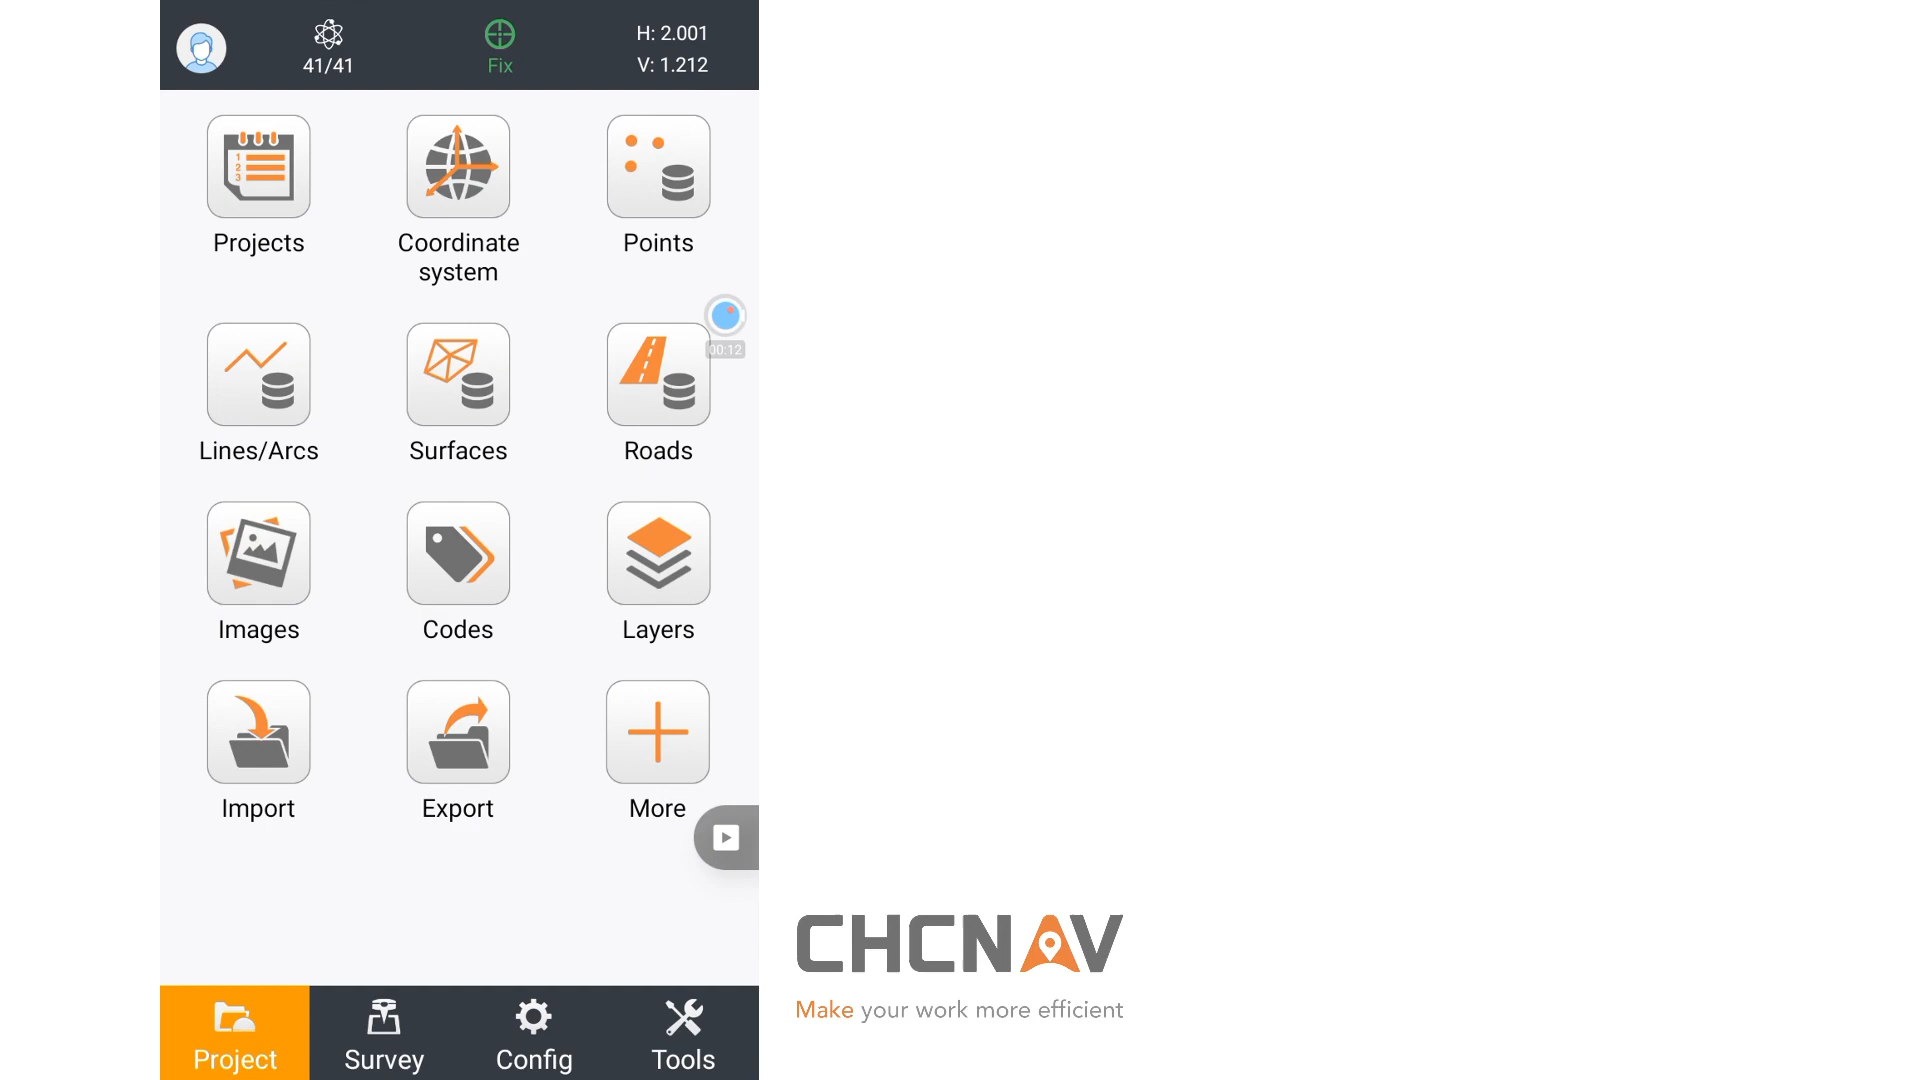 41/41
Fix
H: 2.001
V: 1.212
Projects
Coordinate
system
Points
00:12
Lines/Arcs
Surfaces
Roads
Images
Codes
Layers
Import
Export
More
CHCNAV
Make your work more efficient
Project
Survey
Config
Tools